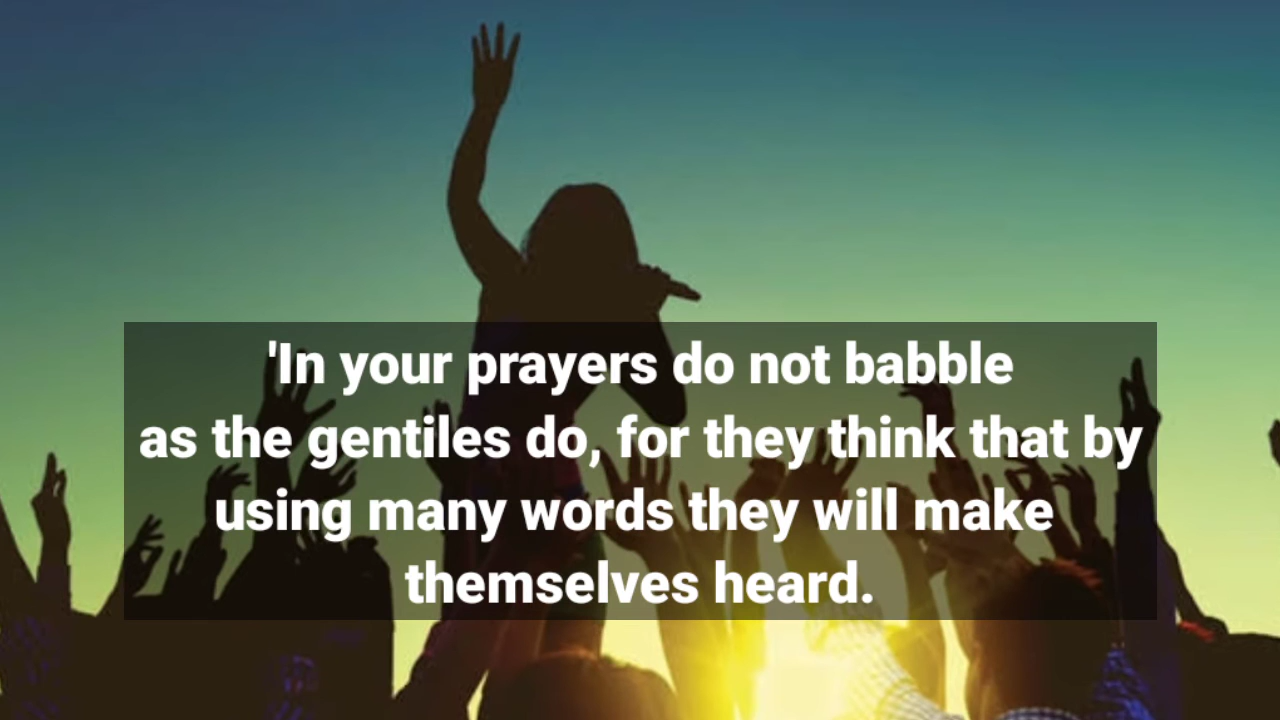 'In your prayers do not babble
as the gentiles do, for they think that by
using many words they will make
themselves heard.